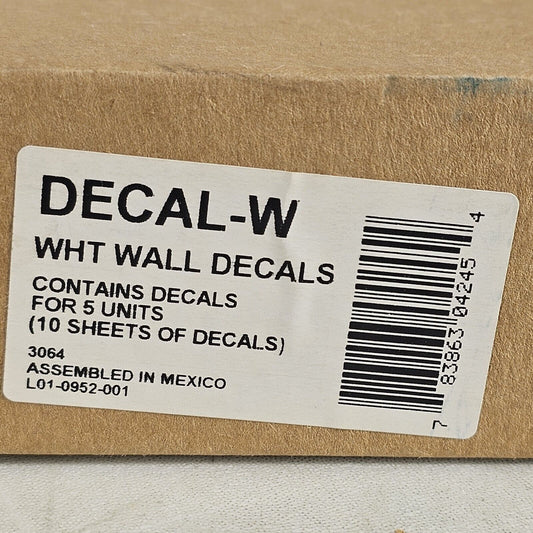 DECAL-W
WHT WALL DECALS
CONTAINS DECALS
FOR 5 UNITS
(10 SHEETS OF DECALS)
3064
ASSEMBLED IN MEXICO
L01-0952-001
7 83863 04245 4